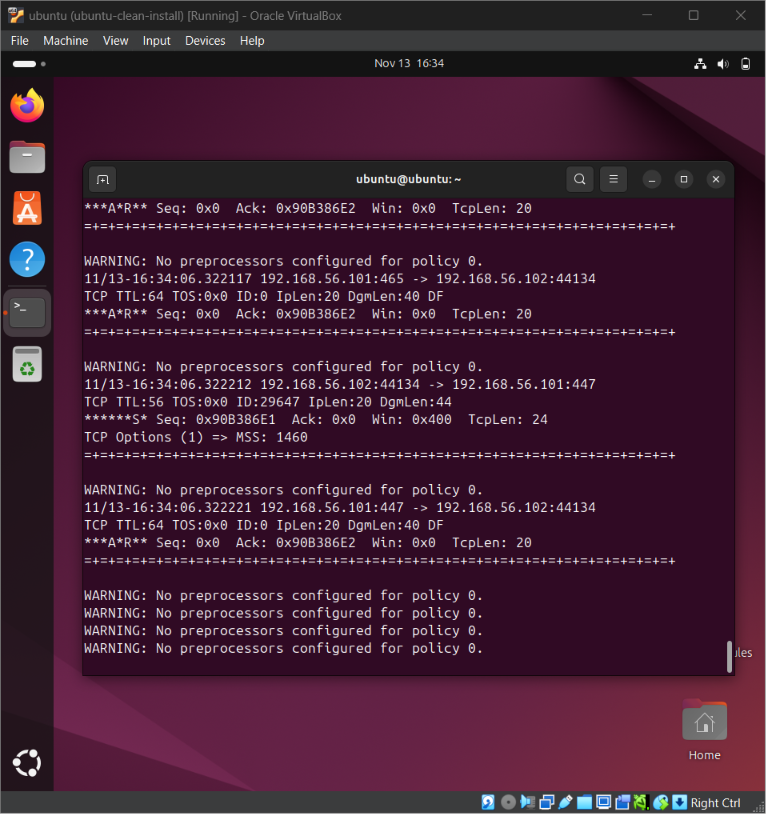 ubuntu (ubuntu-clean-install) [Running] - Oracle VirtualBox
File Machine View Input Devices Help
Nov 13 16:34
ubuntu@ubuntu: ~
***A*R** Seq: 0x0  Ack: 0x90B386E2  Win: 0x0  TcpLen: 20
=+=+=+=+=+=+=+=+=+=+=+=+=+=+=+=+=+=+=+=+=+=+=+=+=+=+=+=+=+=+=+=+=+=+=+=+=+
WARNING: No preprocessors configured for policy 0.
11/13-16:34:06.322117 192.168.56.101:465 -> 192.168.56.102:44134
TCP TTL:64 TOS:0x0 ID:0 IpLen:20 DgmLen:40 DF
***A*R** Seq: 0x0  Ack: 0x90B386E2  Win: 0x0  TcpLen: 20
=+=+=+=+=+=+=+=+=+=+=+=+=+=+=+=+=+=+=+=+=+=+=+=+=+=+=+=+=+=+=+=+=+=+=+=+=+
WARNING: No preprocessors configured for policy 0.
11/13-16:34:06.322212 192.168.56.102:44134 -> 192.168.56.101:447
TCP TTL:56 TOS:0x0 ID:29647 IpLen:20 DgmLen:44
******S* Seq: 0x90B386E1  Ack: 0x0  Win: 0x400  TcpLen: 24
TCP Options (1) => MSS: 1460
=+=+=+=+=+=+=+=+=+=+=+=+=+=+=+=+=+=+=+=+=+=+=+=+=+=+=+=+=+=+=+=+=+=+=+=+=+
WARNING: No preprocessors configured for policy 0.
11/13-16:34:06.322221 192.168.56.101:447 -> 192.168.56.102:44134
TCP TTL:64 TOS:0x0 ID:0 IpLen:20 DgmLen:40 DF
***A*R** Seq: 0x0  Ack: 0x90B386E2  Win: 0x0  TcpLen: 20
=+=+=+=+=+=+=+=+=+=+=+=+=+=+=+=+=+=+=+=+=+=+=+=+=+=+=+=+=+=+=+=+=+=+=+=+=+
WARNING: No preprocessors configured for policy 0.
WARNING: No preprocessors configured for policy 0.
WARNING: No preprocessors configured for policy 0.
WARNING: No preprocessors configured for policy 0.
Home
Right Ctrl